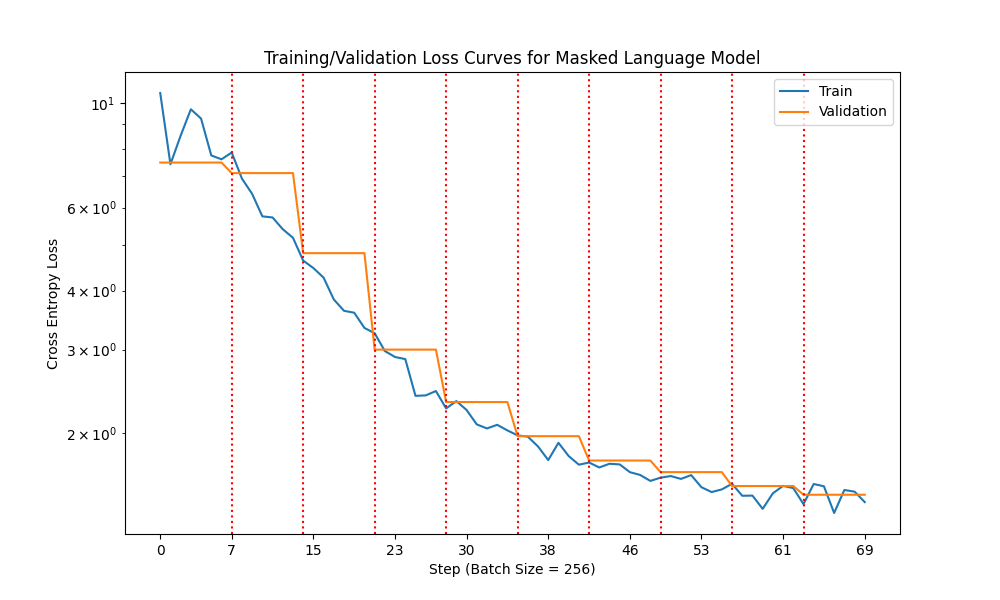 Training/Validation Loss Curves for Masked Language Model
Train
Validation
10¹
6 × 10⁰
4 × 10⁰
3 × 10⁰
2 × 10⁰
Cross Entropy Loss
0 7 15 23 30 38 46 53 61 69
Step (Batch Size = 256)